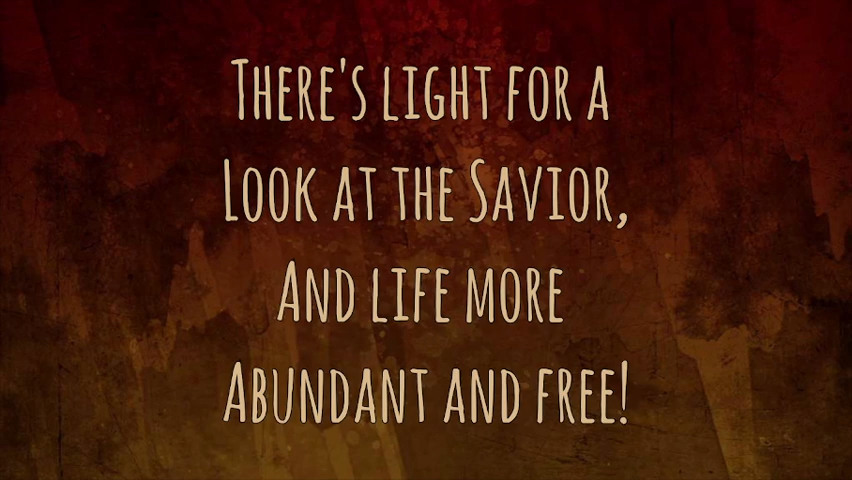 There's light for a
Look at the Savior,
And life more
Abundant and free!